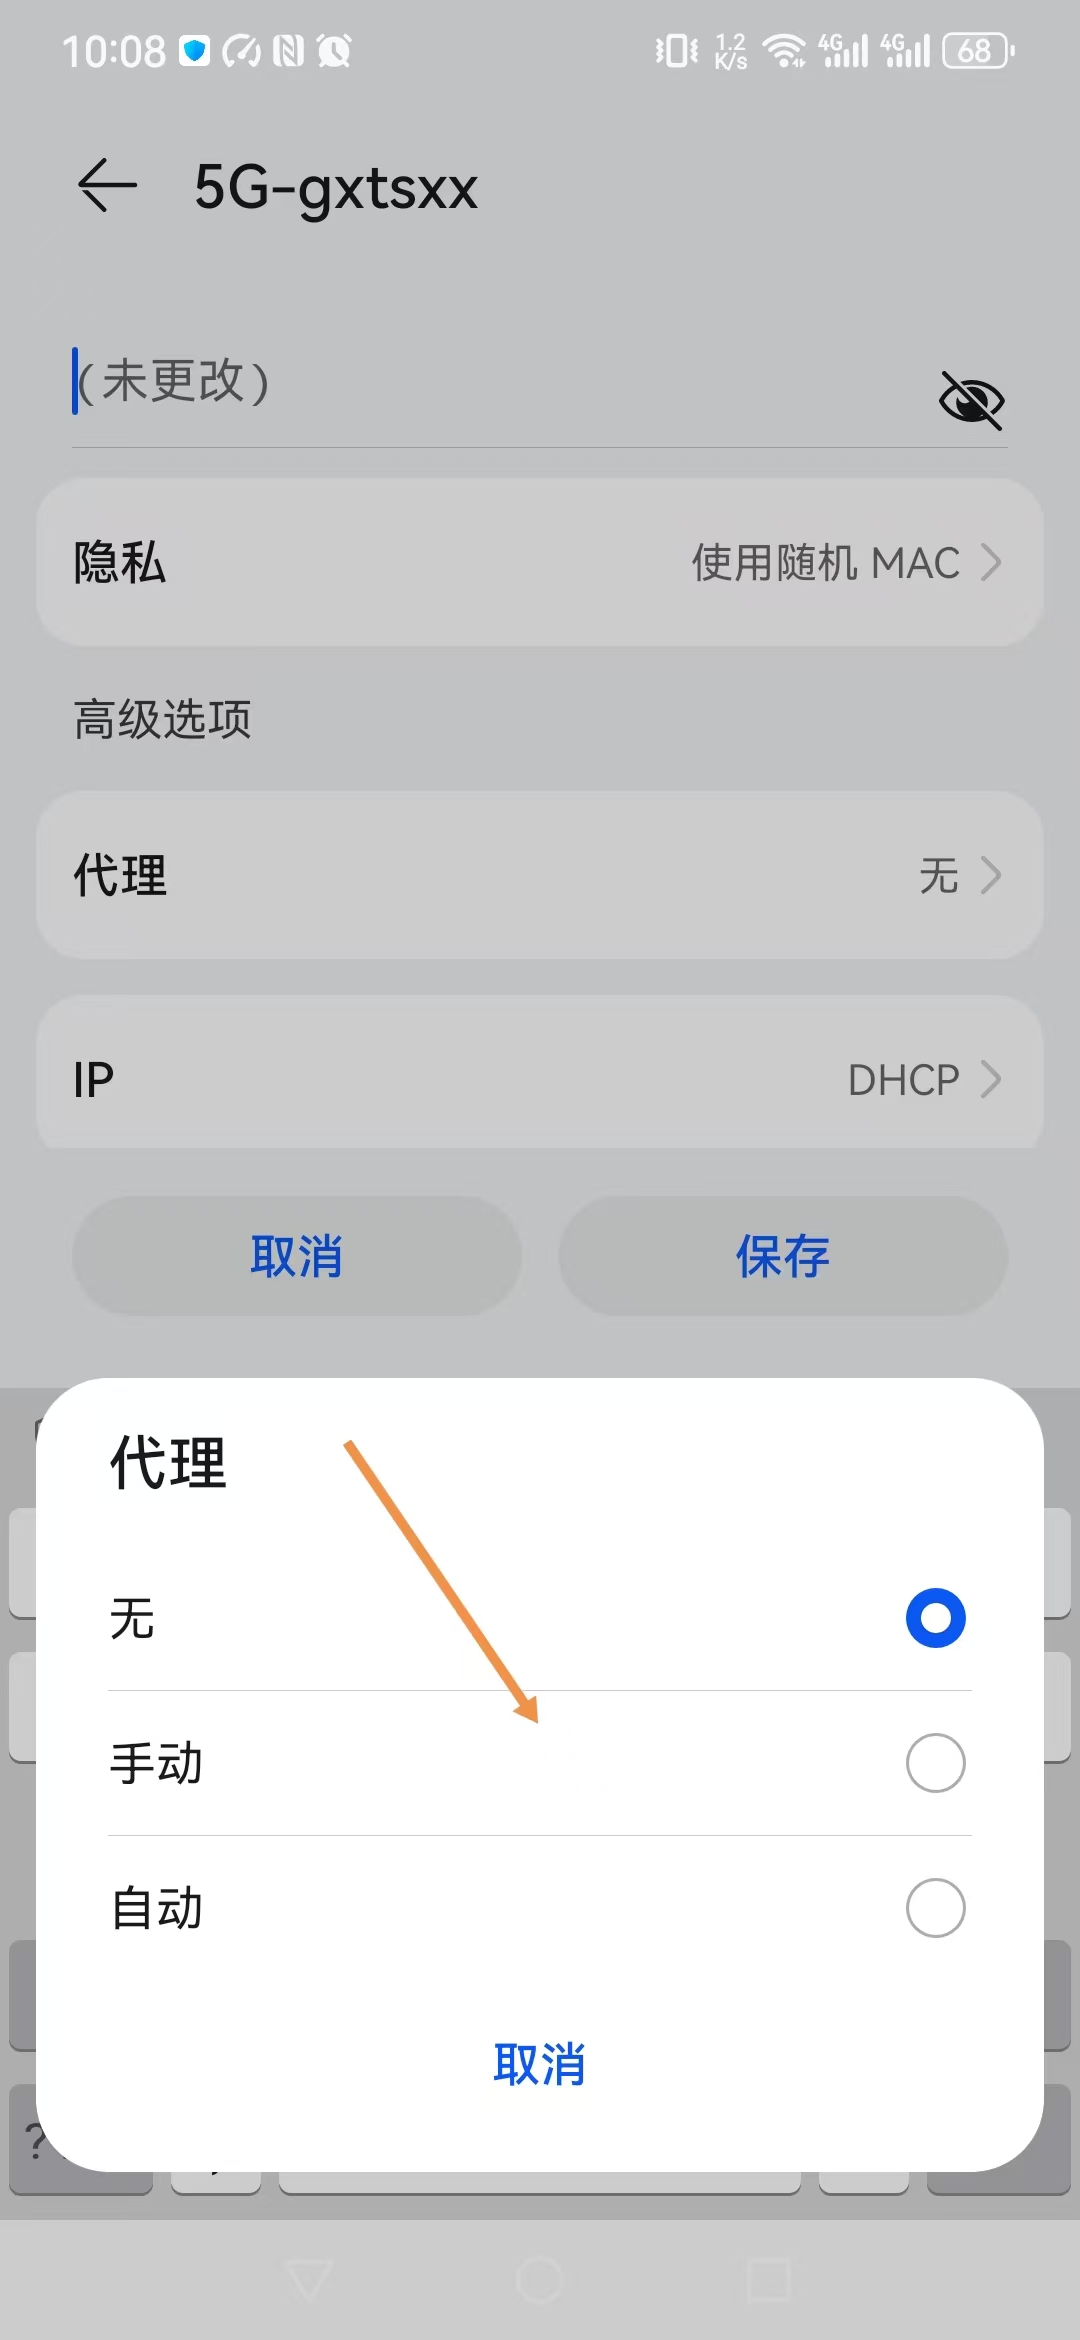 10:08 1.2 K/s 4G 4G 68
5G-gxtsxx
(未更改)
隐私 使用随机 MAC
高级选项
代理 无
IP DHCP
取消 保存
代理
无
手动
自动
取消
?